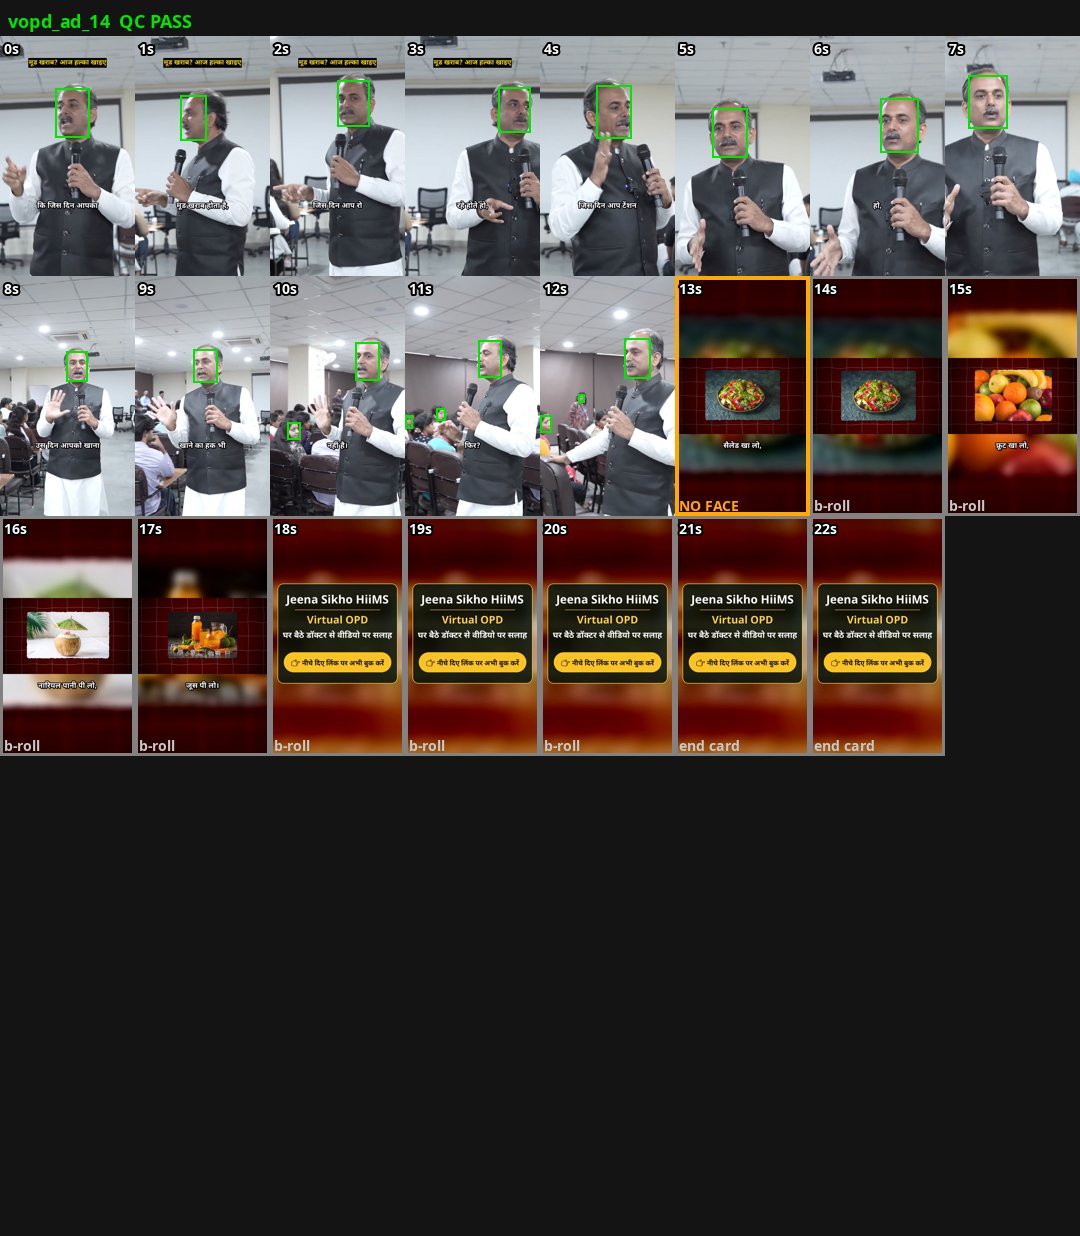 vopd_ad_14 QC PASS
0s
मूड खराब? आज हल्का खाइए
कि जिस दिन आपका
1s
मूड खराब? आज हल्का खाइए
मूड खराब होता है,
2s
मूड खराब? आज हल्का खाइए
जिस दिन आप रो
3s
मूड खराब? आज हल्का खाइए
रहे होते हो,
4s
जिस दिन आप टेंशन
5s
6s
हो,
7s
8s
उस दिन आपको खाना
9s
खाने का हक भी
10s
नहीं है।
11s
फिर?
12s
13s
सैलेड खा लो,
NO FACE
14s
b-roll
15s
फ्रूट खा लो,
b-roll
16s
नारियल पानी पी लो,
b-roll
17s
जूस पी लो।
b-roll
18s
Jeena Sikho HiiMS
Virtual OPD
घर बैठे डॉक्टर से वीडियो पर सलाह
👉 नीचे दिए लिंक पर अभी बुक करें
b-roll
19s
Jeena Sikho HiiMS
Virtual OPD
घर बैठे डॉक्टर से वीडियो पर सलाह
👉 नीचे दिए लिंक पर अभी बुक करें
b-roll
20s
Jeena Sikho HiiMS
Virtual OPD
घर बैठे डॉक्टर से वीडियो पर सलाह
👉 नीचे दिए लिंक पर अभी बुक करें
b-roll
21s
Jeena Sikho HiiMS
Virtual OPD
घर बैठे डॉक्टर से वीडियो पर सलाह
👉 नीचे दिए लिंक पर अभी बुक करें
end card
22s
Jeena Sikho HiiMS
Virtual OPD
घर बैठे डॉक्टर से वीडियो पर सलाह
👉 नीचे दिए लिंक पर अभी बुक करें
end card